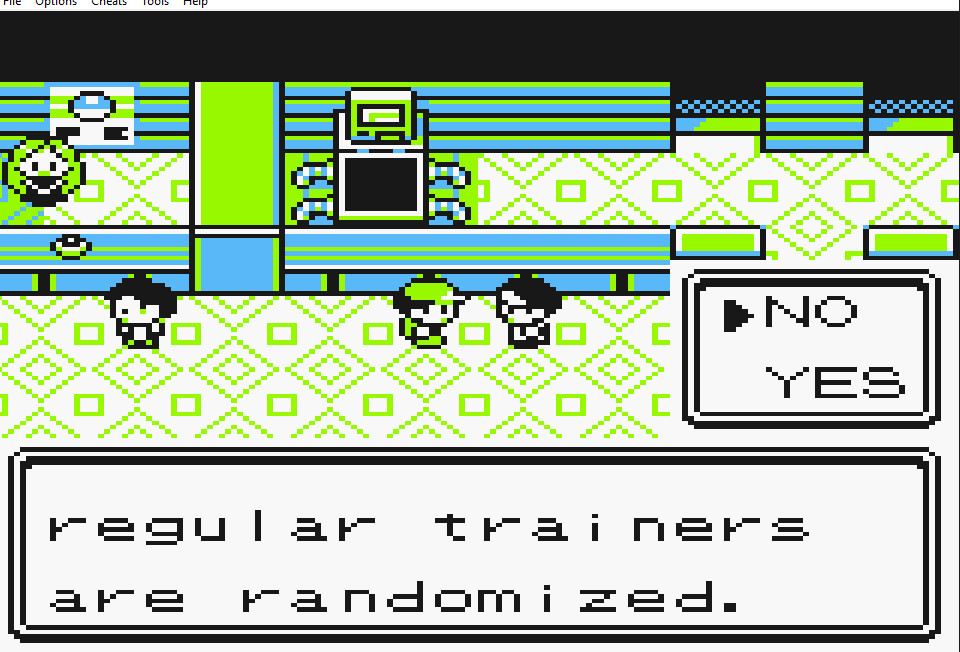 File Options Cheats Tools Help
▶NO
YES
regular trainers
are randomized.